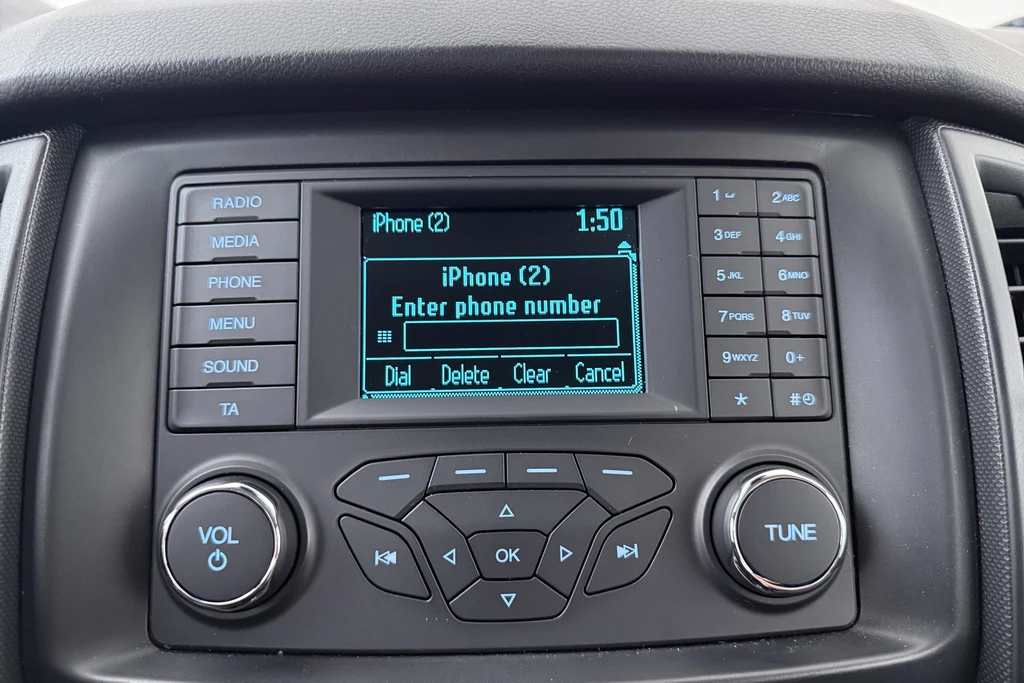 RADIO
MEDIA
PHONE
MENU
SOUND
TA
iPhone (2) 1:50
iPhone (2)
Enter phone number
Dial Delete Clear Cancel
1 2ABC
3DEF 4GHI
5JKL 6MNO
7PQRS 8TUV
9WXYZ 0+
* #
VOL
OK
TUNE